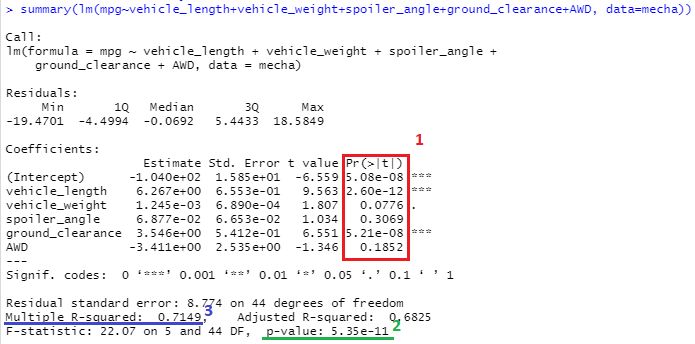 > summary(lm(mpg~vehicle_length+vehicle_weight+spoiler_angle+ground_clearance+AWD, data=mecha))
Call:
lm(formula = mpg ~ vehicle_length + vehicle_weight + spoiler_angle +
    ground_clearance + AWD, data = mecha)
Residuals:
     Min       1Q   Median       3Q      Max
-19.4701  -4.4994  -0.0692   5.4433  18.5849
1
Coefficients:
                   Estimate Std. Error t value Pr(>|t|)
(Intercept)      -1.040e+02  1.585e+01  -6.559 5.08e-08 ***
vehicle_length    6.267e+00  6.553e-01   9.563 2.60e-12 ***
vehicle_weight    1.245e-03  6.890e-04   1.807   0.0776 .
spoiler_angle     6.877e-02  6.653e-02   1.034   0.3069
ground_clearance  3.546e+00  5.412e-01   6.551 5.21e-08 ***
AWD              -3.411e+00  2.535e+00  -1.346   0.1852
---
Signif. codes:  0 ‘***’ 0.001 ‘**’ 0.01 ‘*’ 0.05 ‘.’ 0.1 ‘ ’ 1
Residual standard error: 8.774 on 44 degrees of freedom
Multiple R-squared:  0.7149, 3 Adjusted R-squared:  0.6825
F-statistic: 22.07 on 5 and 44 DF,  p-value: 5.35e-11 2